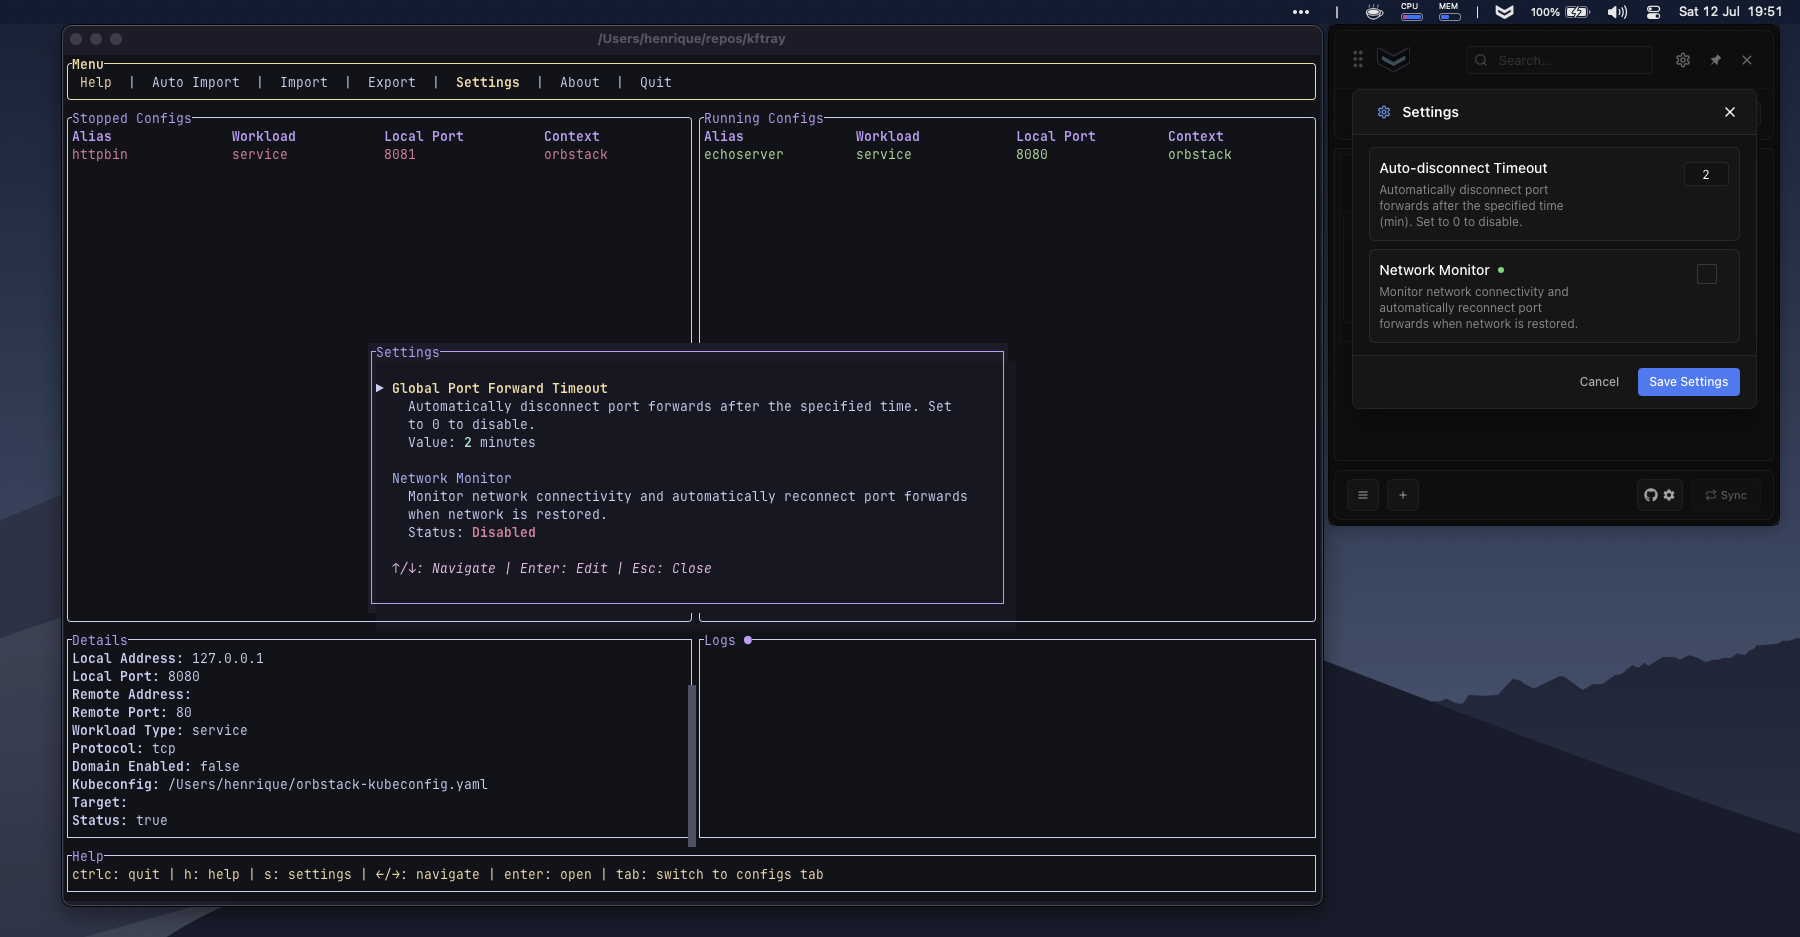 CPU MEM 100% Sat 12 Jul 19:51
/Users/henrique/repos/kftray
Menu
Help | Auto Import | Import | Export | Settings | About | Quit
Stopped Configs
Alias Workload Local Port Context
httpbin service 8081 orbstack
Running Configs
Alias Workload Local Port Context
echoserver service 8080 orbstack
Settings
▶ Global Port Forward Timeout
Automatically disconnect port forwards after the specified time. Set
to 0 to disable.
Value: 2 minutes
Network Monitor
Monitor network connectivity and automatically reconnect port forwards
when network is restored.
Status: Disabled
↑/↓: Navigate | Enter: Edit | Esc: Close
Details
Local Address: 127.0.0.1
Local Port: 8080
Remote Address:
Remote Port: 80
Workload Type: service
Protocol: tcp
Domain Enabled: false
Kubeconfig: /Users/henrique/orbstack-kubeconfig.yaml
Target:
Status: true
Logs ●
Help
ctrlc: quit | h: help | s: settings | ←/→: navigate | enter: open | tab: switch to configs tab
Search...
Settings
Auto-disconnect Timeout
2
Automatically disconnect port
forwards after the specified time
(min). Set to 0 to disable.
Network Monitor
Monitor network connectivity and
automatically reconnect port
forwards when network is restored.
Cancel Save Settings
Sync